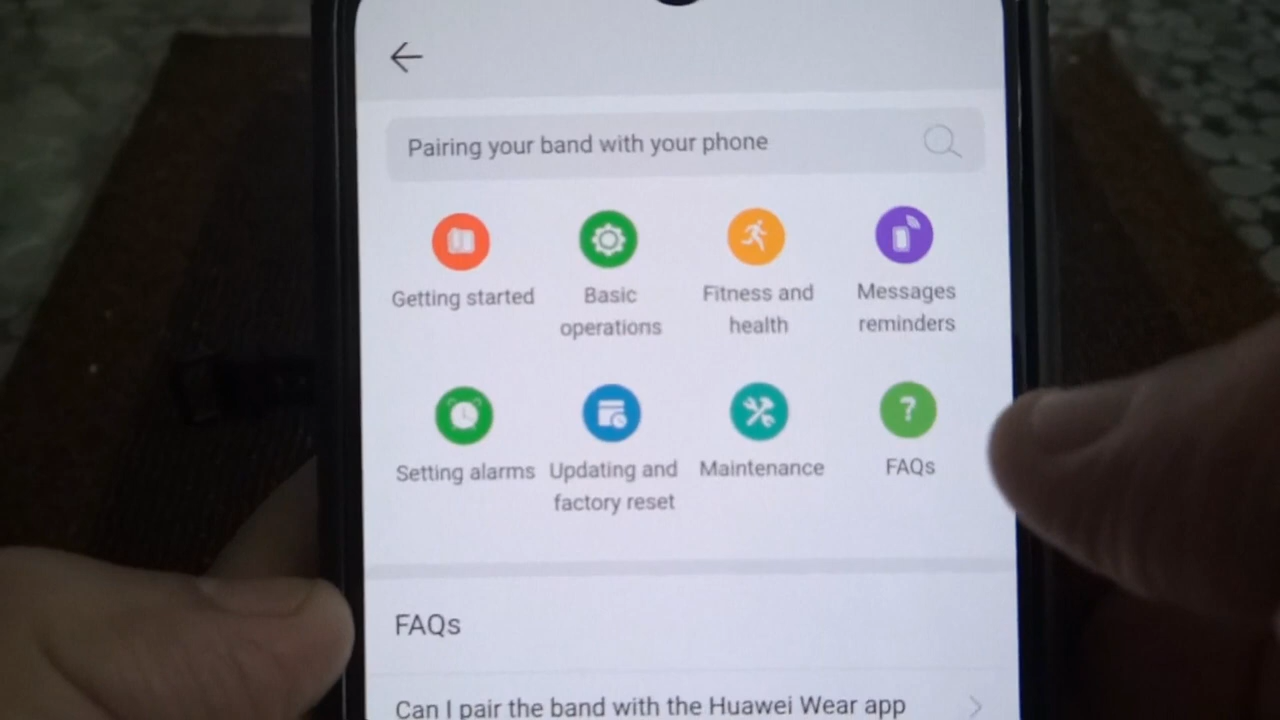 Pairing your band with your phone
Getting started
Basic
operations
Fitness and
health
Messages
reminders
Setting alarms
Updating and
factory reset
Maintenance
?
FAQs
FAQs
Can I pair the band with the Huawei Wear app